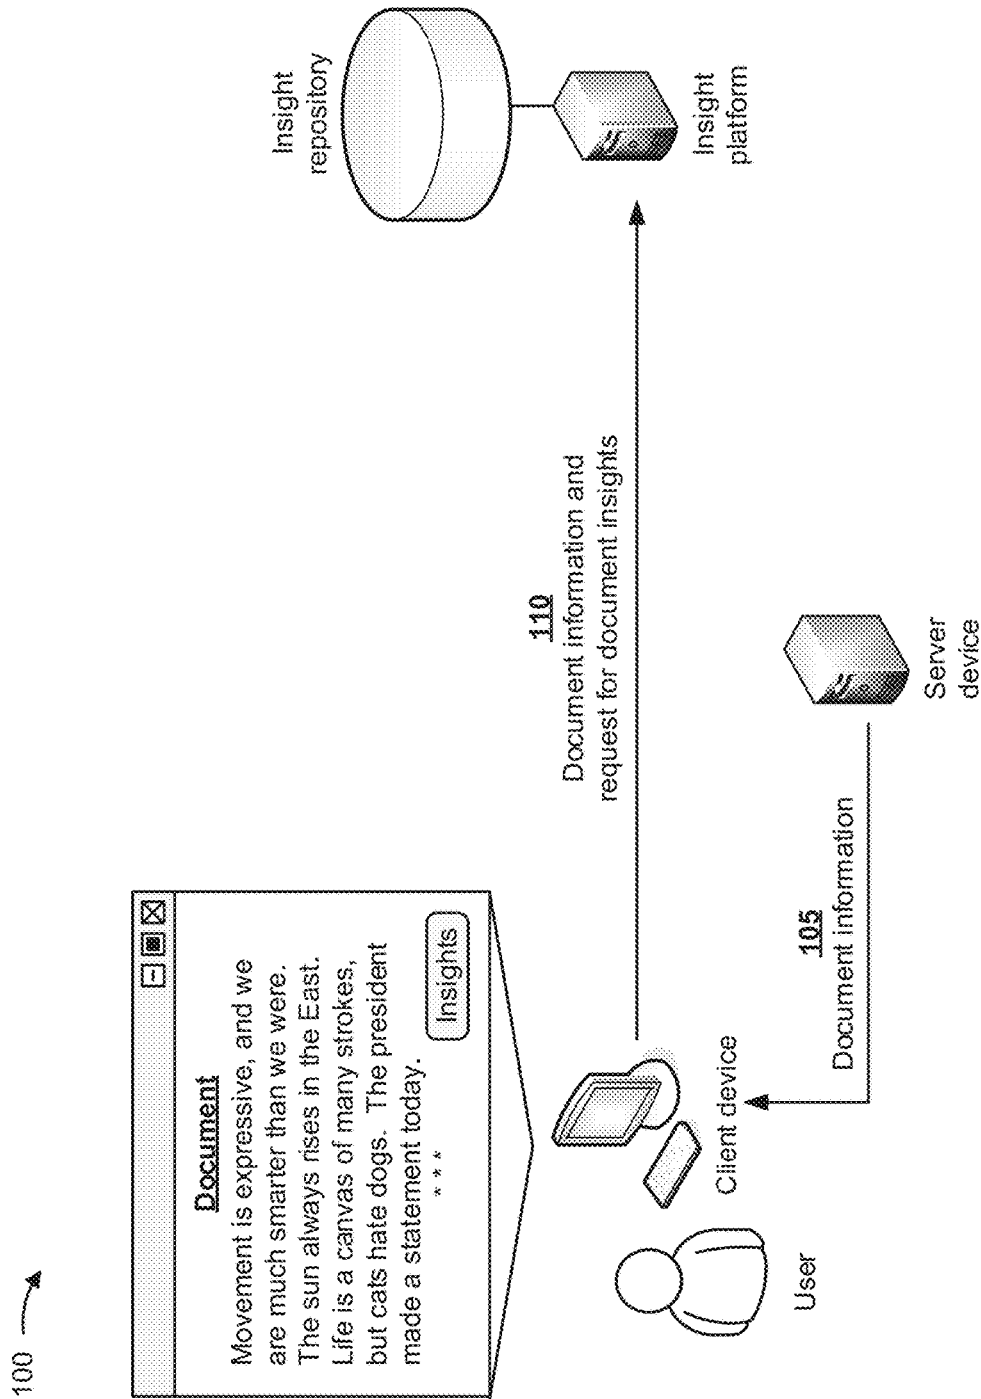 100
Document
Movement is expressive, and we
are much smarter than we were.
The sun always rises in the East.
Life is a canvas of many strokes,
but cats hate dogs. The president
made a statement today.
* * *
Insights
Insight
repository
110
Document information and
request for document insights
Insight
platform
User
Client device
105
Document information
Server
device